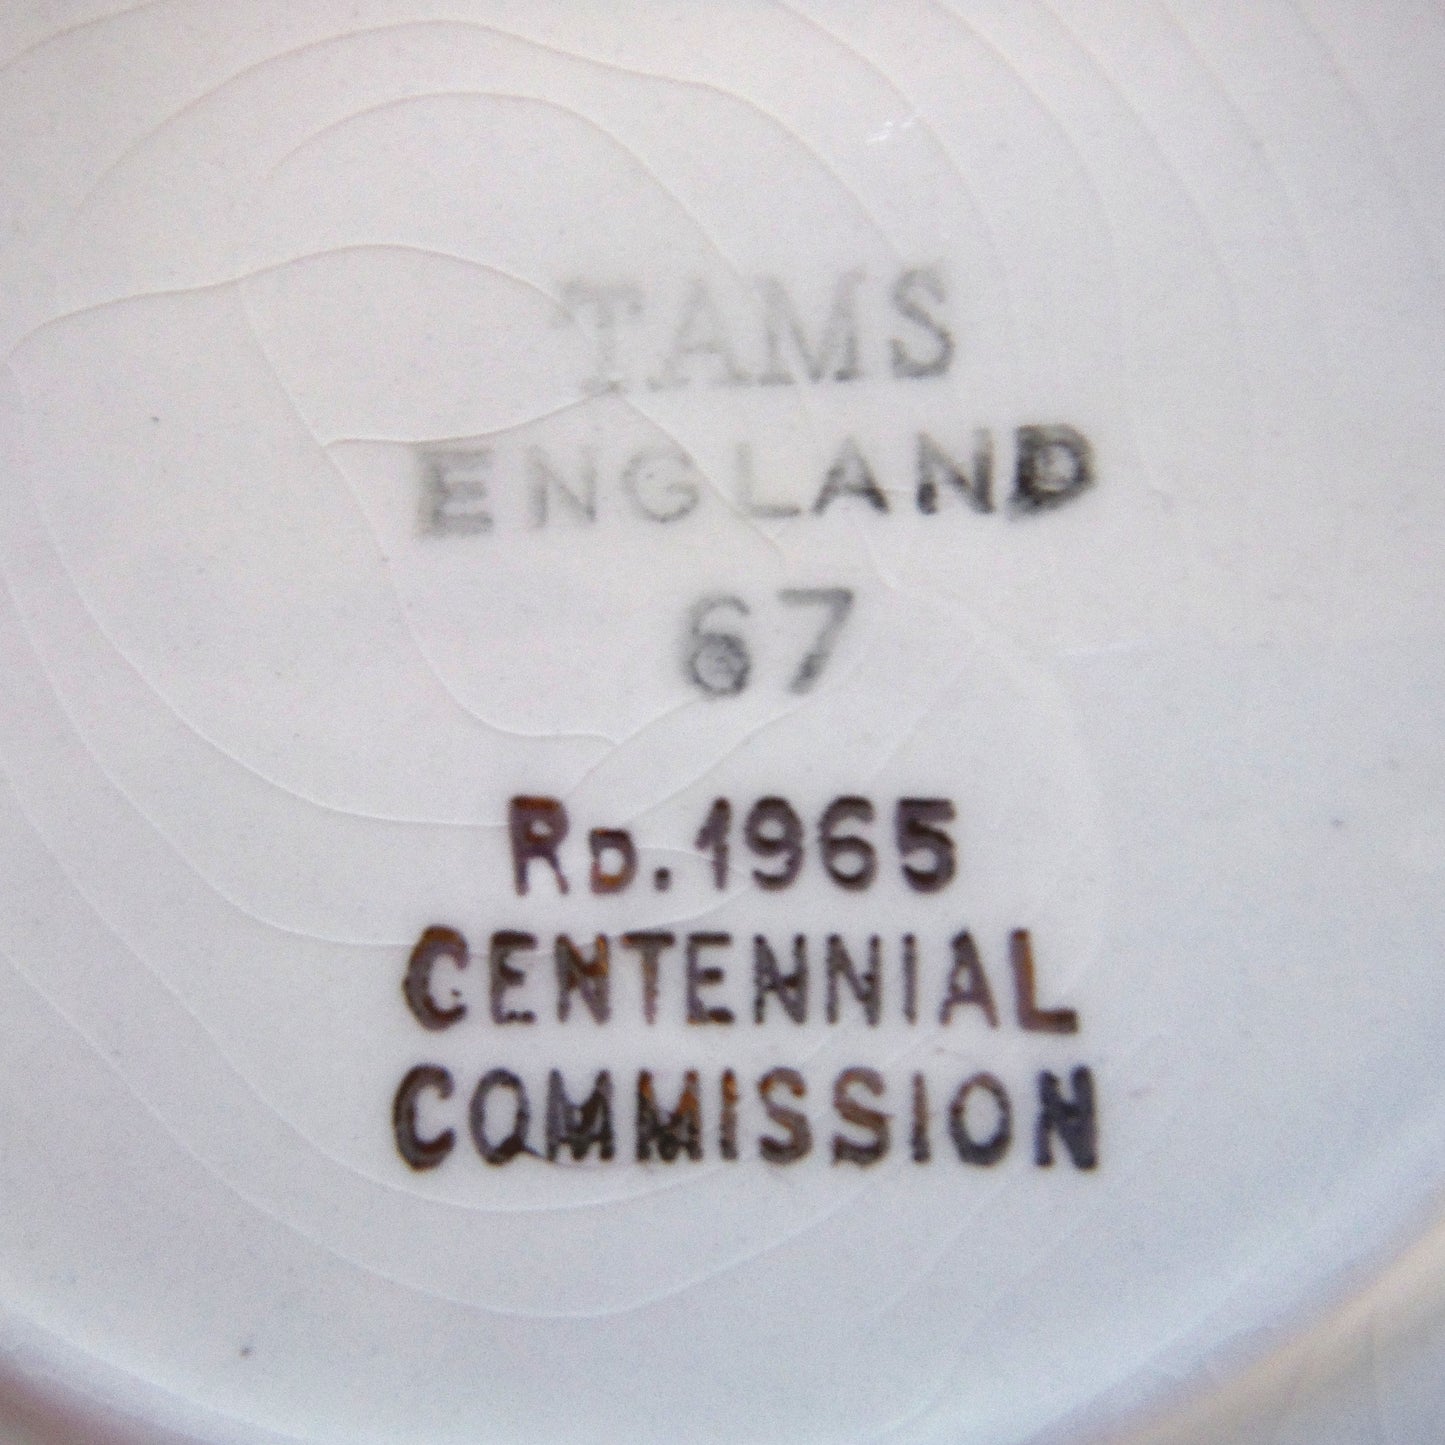 TAMS
ENGLAND
67
RD. 1965
CENTENNIAL
COMMISSION